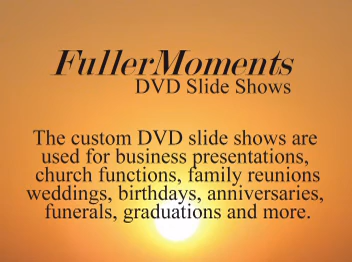 FullerMoments
DVD Slide Shows
The custom DVD slide shows are
used for business presentations,
church functions, family reunions
weddings, birthdays, anniversaries,
funerals, graduations and more.